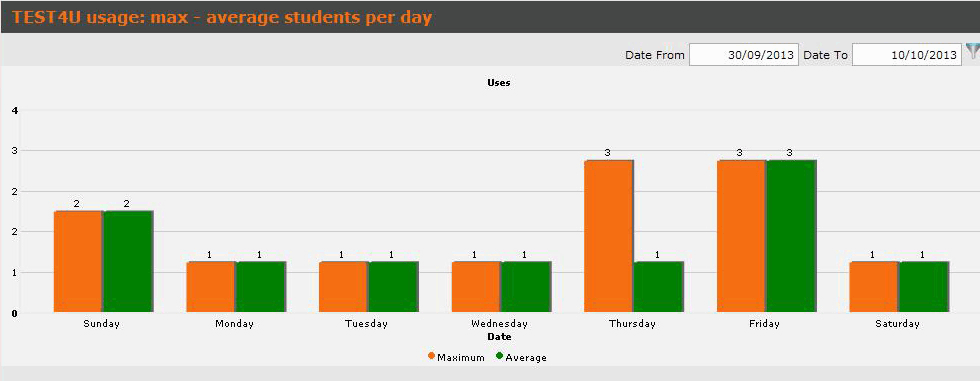 TEST4U usage: max - average students per day
Date From 30/09/2013 Date To 10/10/2013
Uses
4
3
3 3 3
2
2 2
2
1 1 1 1 1 1 1 1 1
1
0
Sunday Monday Tuesday Wednesday Thursday Friday Saturday
Date
Maximum Average